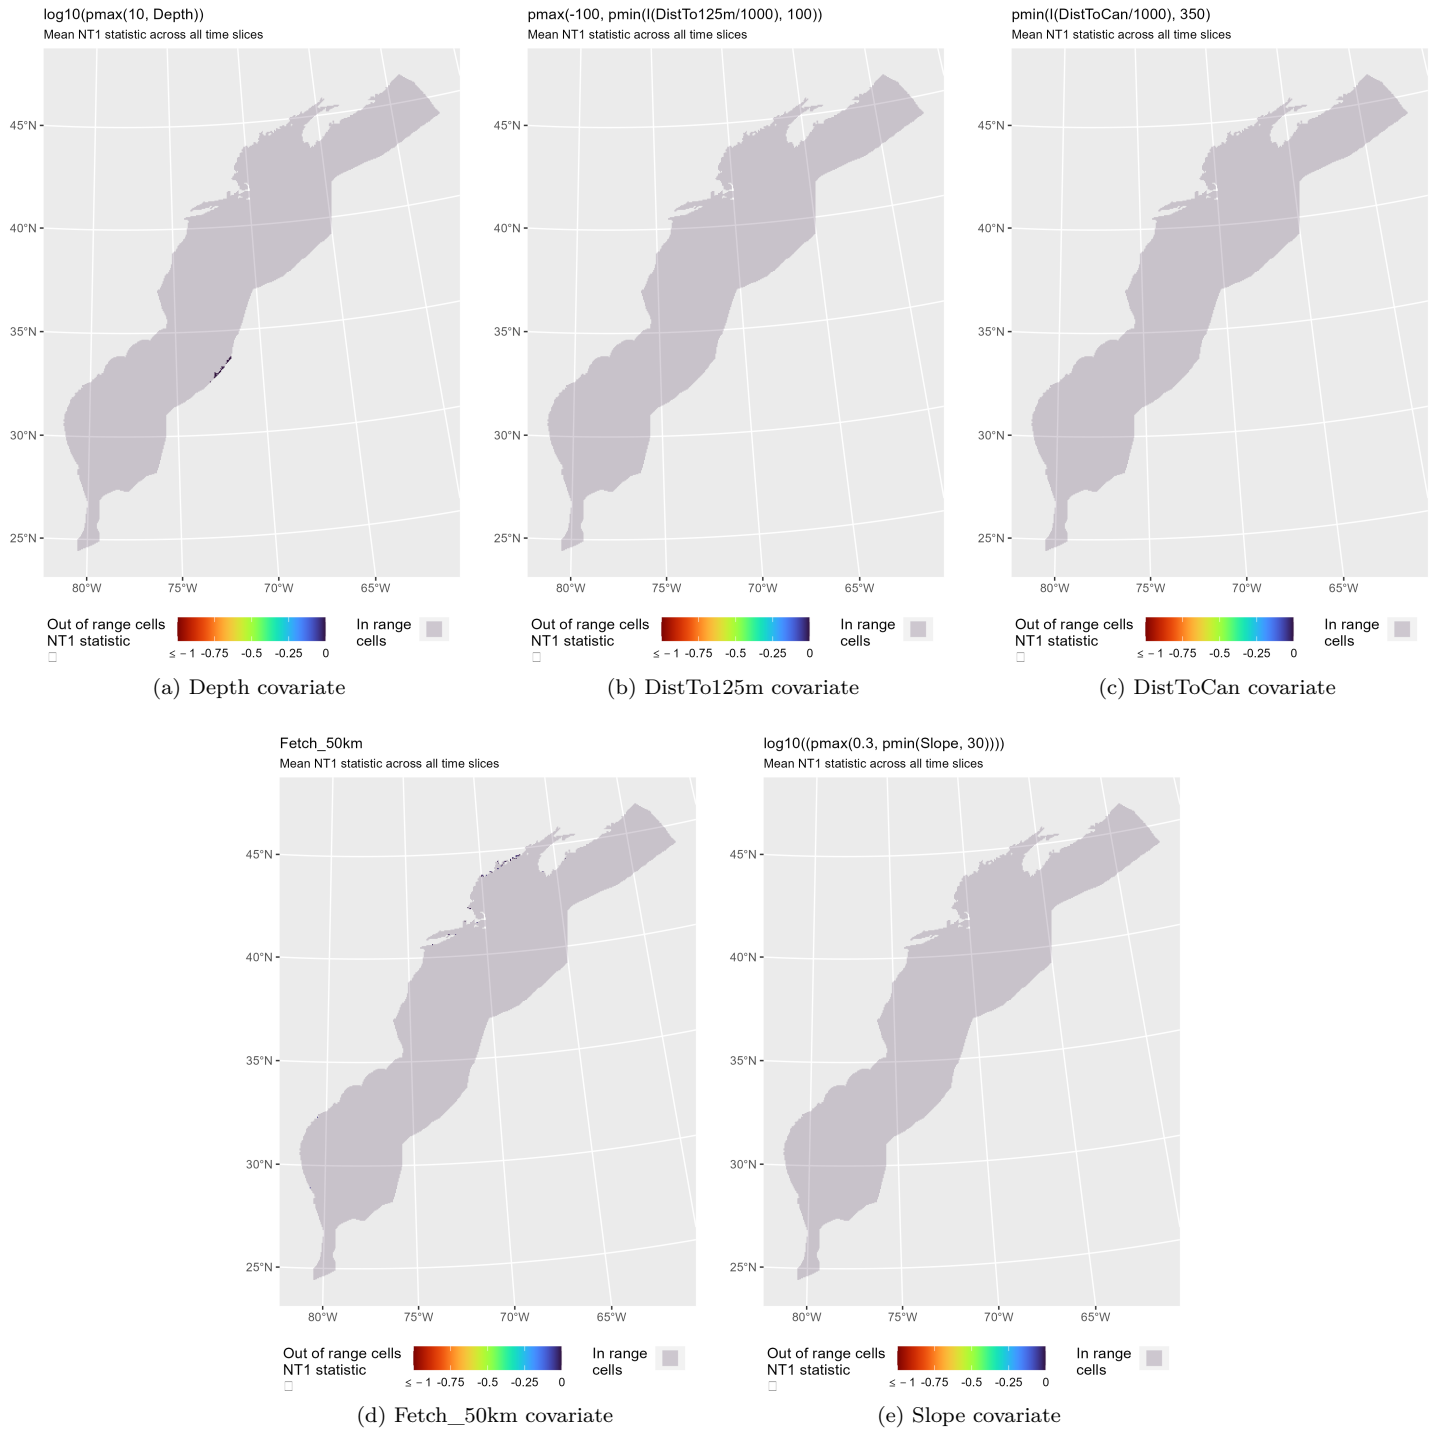 log10(pmax(10, Depth))
Mean NT1 statistic across all time slices
45°N
40°N
35°N
30°N
25°N
80°W 75°W 70°W 65°W
Out of range cells
NT1 statistic
≤ − 1 -0.75 -0.5 -0.25 0
In range
cells
(a) Depth covariate
pmax(-100, pmin(I(DistTo125m/1000), 100))
Mean NT1 statistic across all time slices
45°N
40°N
35°N
30°N
25°N
80°W 75°W 70°W 65°W
Out of range cells
NT1 statistic
≤ − 1 -0.75 -0.5 -0.25 0
In range
cells
(b) DistTo125m covariate
pmin(I(DistToCan/1000), 350)
Mean NT1 statistic across all time slices
45°N
40°N
35°N
30°N
25°N
80°W 75°W 70°W 65°W
Out of range cells
NT1 statistic
≤ − 1 -0.75 -0.5 -0.25 0
In range
cells
(c) DistToCan covariate
Fetch_50km
Mean NT1 statistic across all time slices
45°N
40°N
35°N
30°N
25°N
80°W 75°W 70°W 65°W
Out of range cells
NT1 statistic
≤ − 1 -0.75 -0.5 -0.25 0
In range
cells
(d) Fetch_50km covariate
log10((pmax(0.3, pmin(Slope, 30))))
Mean NT1 statistic across all time slices
45°N
40°N
35°N
30°N
25°N
80°W 75°W 70°W 65°W
Out of range cells
NT1 statistic
≤ − 1 -0.75 -0.5 -0.25 0
In range
cells
(e) Slope covariate